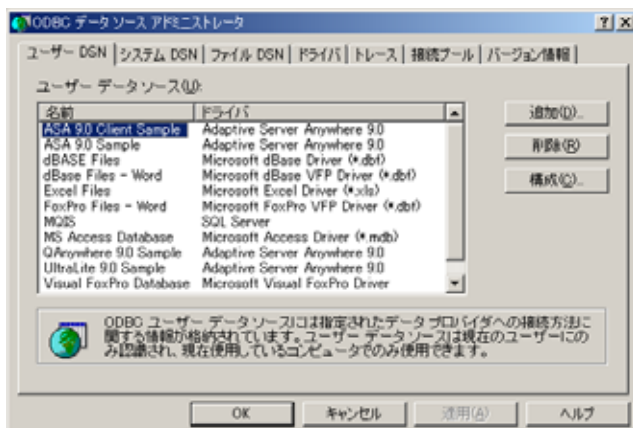 ODBC データ ソース アドミニストレータ
ユーザー DSN システム DSN ファイル DSN ドライバ トレース 接続プール バージョン情報
ユーザー データ ソース(U):
名前 ドライバ
ASA 9.0 Client Sample Adaptive Server Anywhere 9.0
ASA 9.0 Sample Adaptive Server Anywhere 9.0
dBASE Files Microsoft dBase Driver (*.dbf)
dBase Files - Word Microsoft dBase VFP Driver (*.dbf)
Excel Files Microsoft Excel Driver (*.xls)
FoxPro Files - Word Microsoft FoxPro VFP Driver (*.dbf)
MQIS SQL Server
MS Access Database Microsoft Access Driver (*.mdb)
QAnywhere 9.0 Sample Adaptive Server Anywhere 9.0
UltraLite 9.0 Sample Adaptive Server Anywhere 9.0
Visual FoxPro Database Microsoft Visual FoxPro Driver
追加(D)...
削除(R)
構成(C)...
ODBC ユーザー データ ソースには指定されたデータ プロバイダへの接続方法に
関する情報が格納されています。ユーザー データ ソースは現在のユーザーにの
み認識され、現在使用しているコンピュータでのみ使用できます。
OK キャンセル 適用(A) ヘルプ